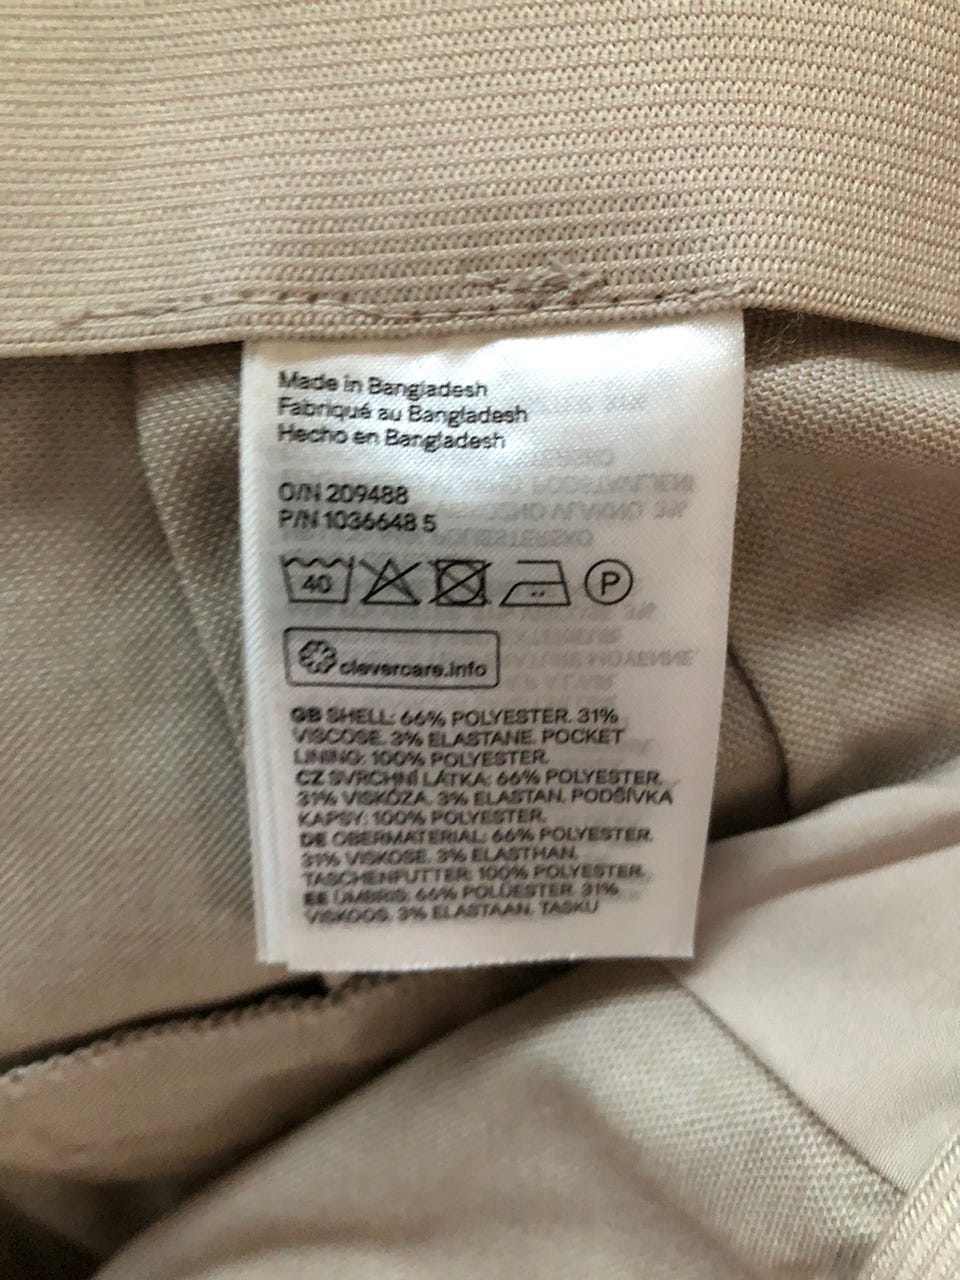 Made in Bangladesh
Fabriqué au Bangladesh
Hecho en Bangladesh
O/N 209488
P/N 1036648 5
40 P
clevercare.info
GB SHELL: 66% POLYESTER. 31%
VISCOSE. 3% ELASTANE. POCKET
LINING: 100% POLYESTER.
CZ SVRCHNÍ LÁTKA: 66% POLYESTER.
31% VISKÓZA. 3% ELASTAN. PODŠÍVKA
KAPSY: 100% POLYESTER.
DE OBERMATERIAL: 66% POLYESTER.
31% VISKOSE. 3% ELASTHAN.
TASCHENFUTTER: 100% POLYESTER.
EE ÜMBRIS: 66% POLÜESTER. 31%
VISKOOS. 3% ELASTAAN. TASKU